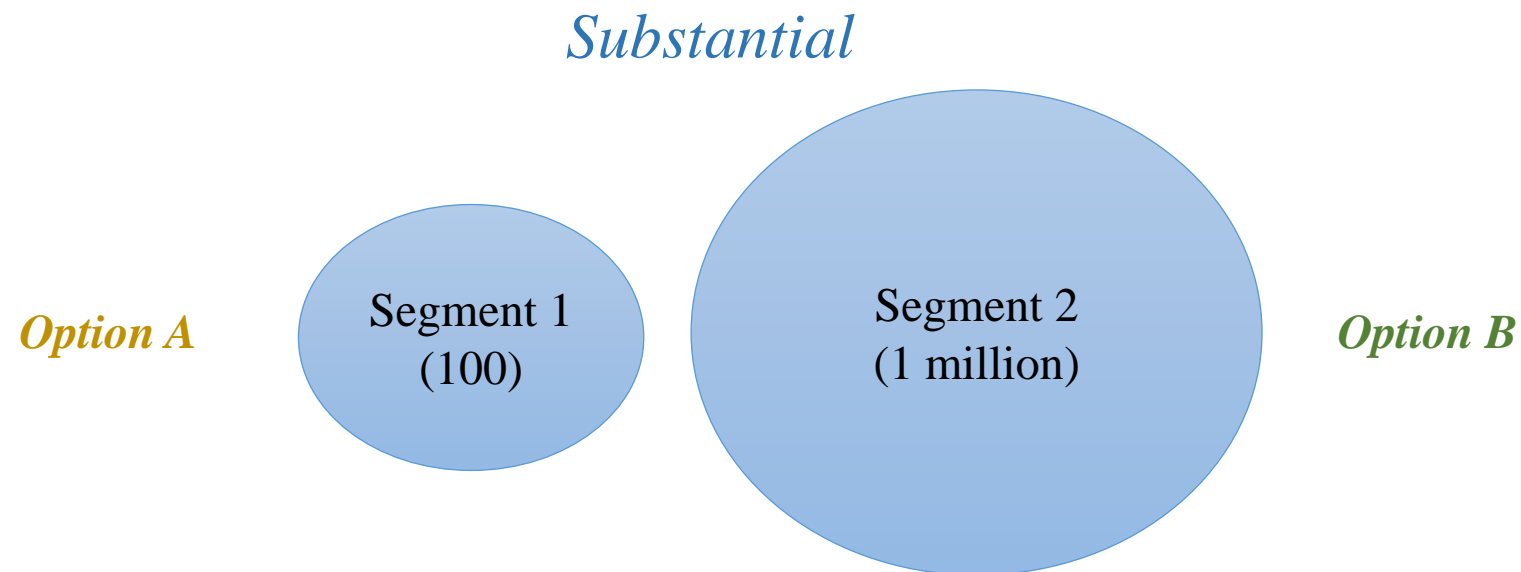 Substantial
Option A
Segment 1
(100)
Segment 2
(1 million)
Option B